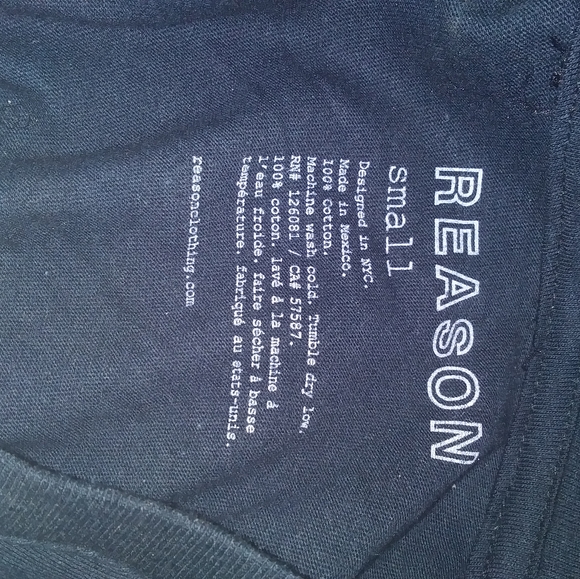 REASON
small
Designed in NYC.
Made in Mexico.
100% Cotton.
Machine wash cold. Tumble dry low.
RN# 126081 / CA# 57587.
100% coton. lavé à la machine à
l'eau froide. faire sécher à basse
température. fabriqué au etats-unis.
reasonclothing.com